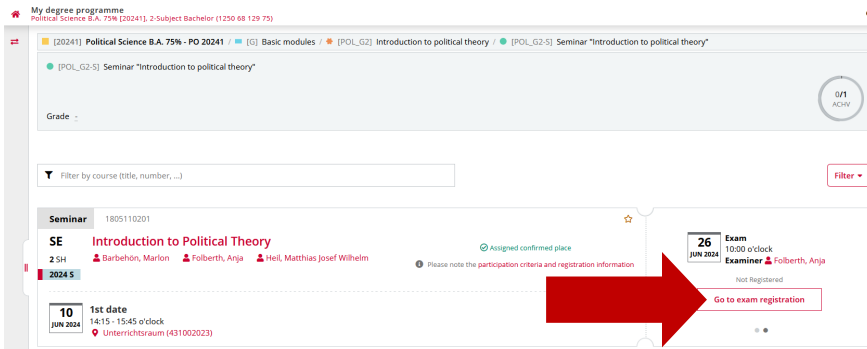 My degree programme
Political Science B.A. 75% [20241], 2-Subject Bachelor (1250 68 129 75)
[20241] Political Science B.A. 75% - PO 20241 / [G] Basic modules / [POL_G2] Introduction to political theory / [POL_G2-S] Seminar "Introduction to political theory"
[POL_G2-S] Seminar "Introduction to political theory"
0/1
ACHV
Grade -
Filter by course (title, number, ...)
Filter
Seminar 1805110201
SE Introduction to Political Theory
2 SH Barbehön, Marlon Folberth, Anja Heil, Matthias Josef Wilhelm
2024 S
Assigned confirmed place
Please note the participation criteria and registration information
10 JUN 2024
1st date
14:15 - 15:45 o'clock
Unterrichtsraum (431002023)
26 JUN 2024
Exam
10:00 o'clock
Examiner Folberth, Anja
Not Registered
Go to exam registration